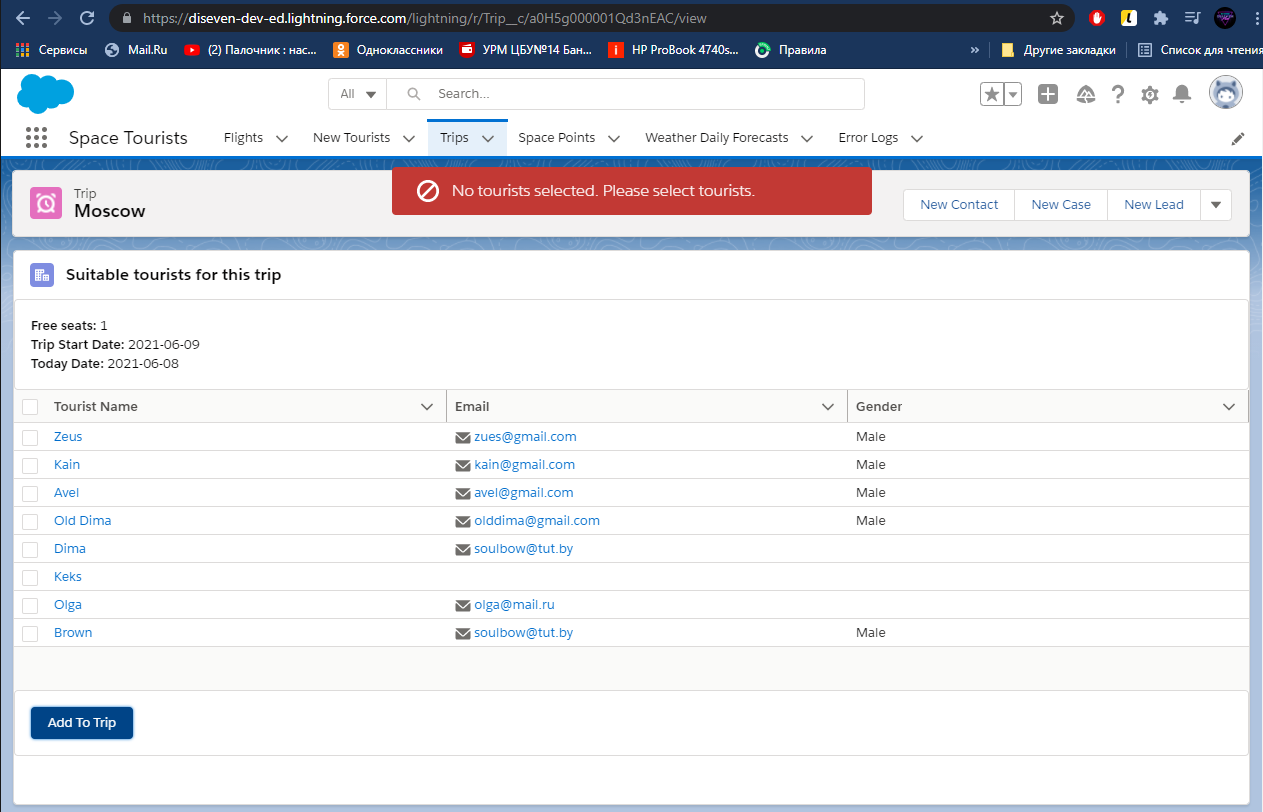 https://diseven-dev-ed.lightning.force.com/lightning/r/Trip__c/a0H5g000001Qd3nEAC/view
Сервисы Mail.Ru (2) Палочник : нас... Одноклассники УРМ ЦБУ№14 Бан... HP ProBook 4740s... Правила » Другие закладки Список для чтения
All Search...
Space Tourists Flights New Tourists Trips Space Points Weather Daily Forecasts Error Logs
No tourists selected. Please select tourists.
Trip
Moscow
New Contact New Case New Lead
Suitable tourists for this trip
Free seats: 1
Trip Start Date: 2021-06-09
Today Date: 2021-06-08
Tourist Name Email Gender
Zeus zues@gmail.com Male
Kain kain@gmail.com Male
Avel avel@gmail.com Male
Old Dima olddima@gmail.com Male
Dima soulbow@tut.by
Keks
Olga olga@mail.ru
Brown soulbow@tut.by Male
Add To Trip